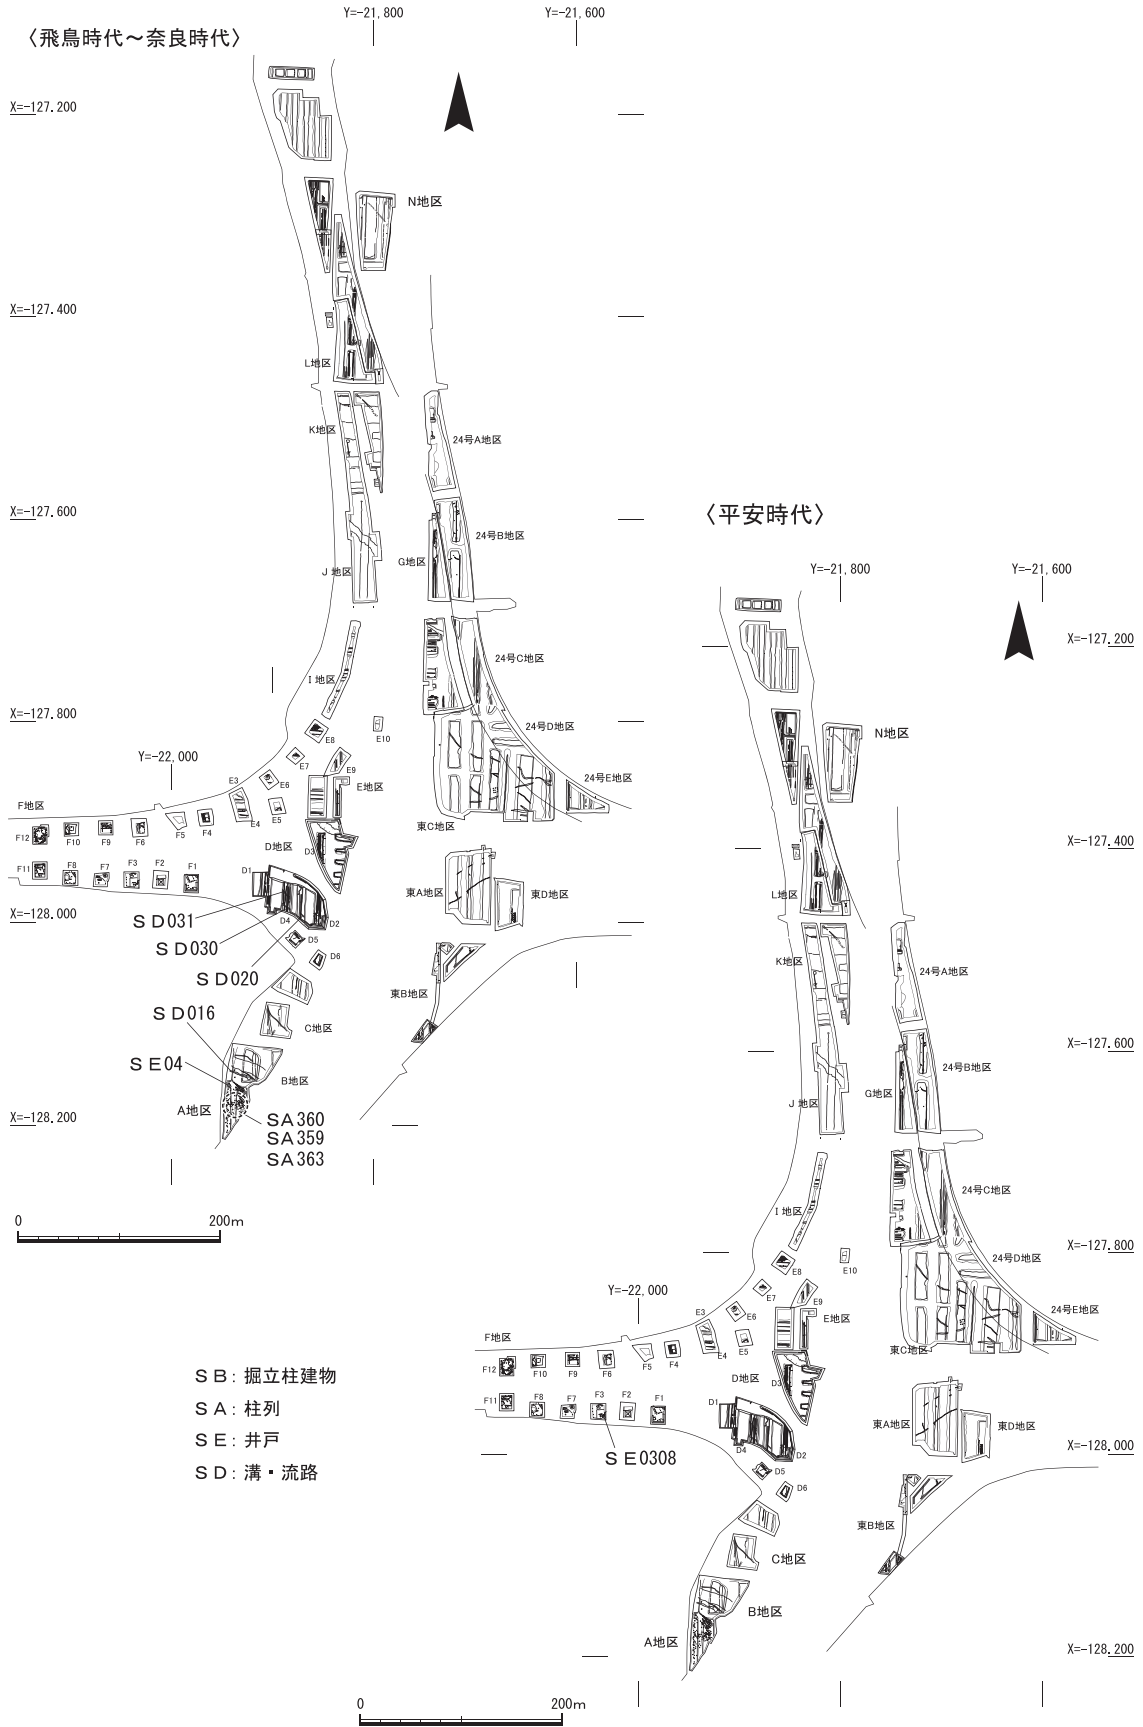 〈飛鳥時代～奈良時代〉
Y=-21,800
Y=-21,600
X=-127.200
N地区
X=-127.400
L地区
K地区
24号A地区
X=-127.600
24号B地区
G地区
J 地区
24号C地区
I 地区
X=-127.800
24号D地区
E8
E10
Y=-22,000
E7
E9
24号E地区
E3
E6
E地区
F地区
E4
E5
東C地区
F12
F10
F9
F6
F5
F4
D地区
D3
F11
F8
F7
F3
F2
F1
D1
東A地区
東D地区
X=-128.000
SD031
D4
D2
SD030
D5
D6
SD020
東B地区
SD016
C地区
SE04
B地区
A地区
X=-128.200
SA360
SA359
SA363
0
200m
〈平安時代〉
Y=-21,800
Y=-21,600
X=-127.200
N地区
X=-127.400
L地区
K地区
24号A地区
X=-127.600
24号B地区
G地区
J 地区
24号C地区
I 地区
X=-127.800
24号D地区
E8
E10
Y=-22,000
E7
E9
24号E地区
E3
E6
E地区
F地区
E4
E5
東C地区
F12
F10
F9
F6
F5
F4
D地区
D3
F11
F8
F7
F3
F2
F1
D1
東A地区
東D地区
X=-128.000
SE0308
D4
D2
D5
D6
東B地区
C地区
B地区
A地区
X=-128.200
0
200m
SB：掘立柱建物
SA：柱列
SE：井戸
SD：溝・流路